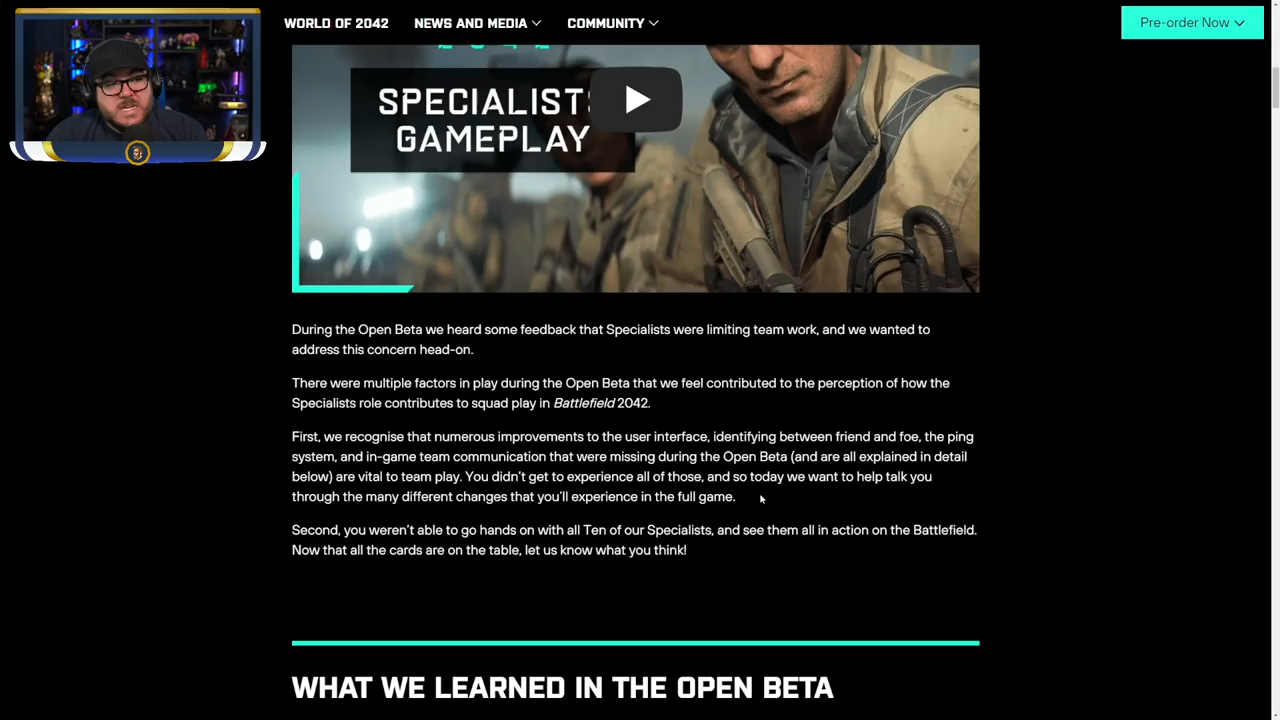 WORLD OF 2042
NEWS AND MEDIA
COMMUNITY
Pre-order Now
SPECIALIST
GAMEPLAY
During the Open Beta we heard some feedback that Specialists were limiting team work, and we wanted to
address this concern head-on.
There were multiple factors in play during the Open Beta that we feel contributed to the perception of how the
Specialists role contributes to squad play in Battlefield 2042.
First, we recognise that numerous improvements to the user interface, identifying between friend and foe, the ping
system, and in-game team communication that were missing during the Open Beta (and are all explained in detail
below) are vital to team play. You didn't get to experience all of those, and so today we want to help talk you
through the many different changes that you'll experience in the full game.
Second, you weren't able to go hands on with all Ten of our Specialists, and see them all in action on the Battlefield.
Now that all the cards are on the table, let us know what you think!
WHAT WE LEARNED IN THE OPEN BETA